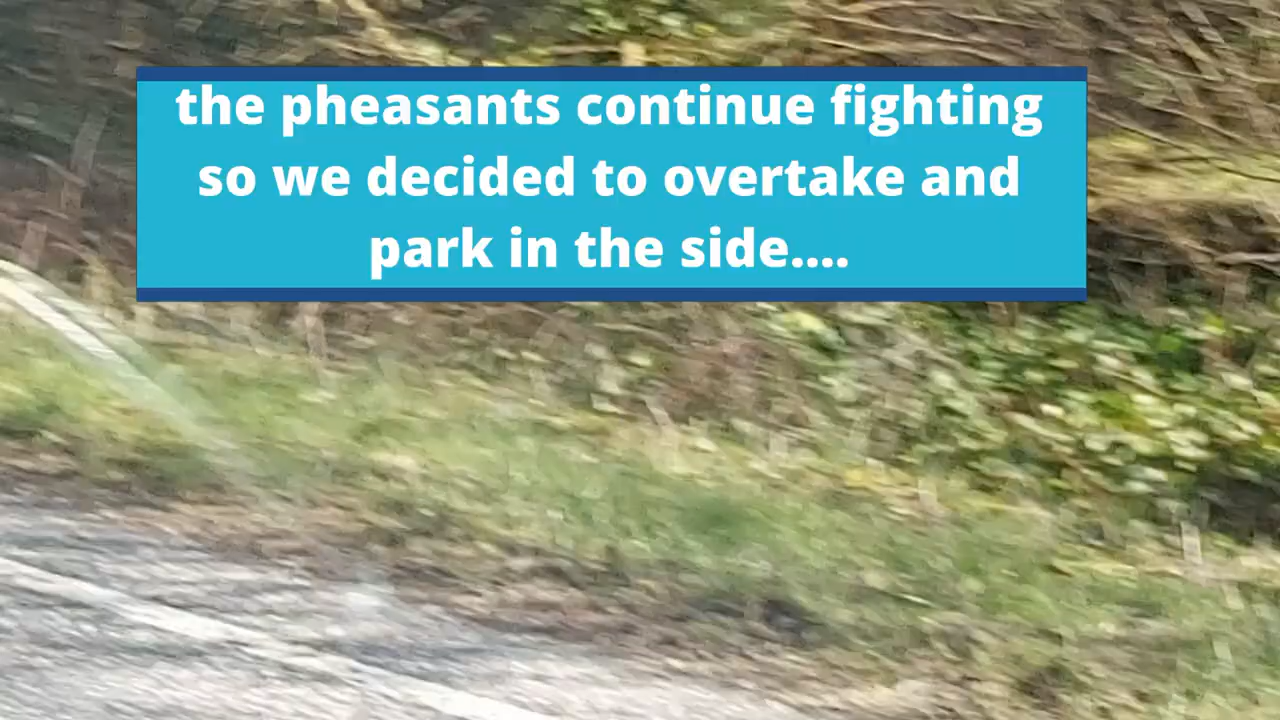 the pheasants continue fighting
so we decided to overtake and
park in the side....